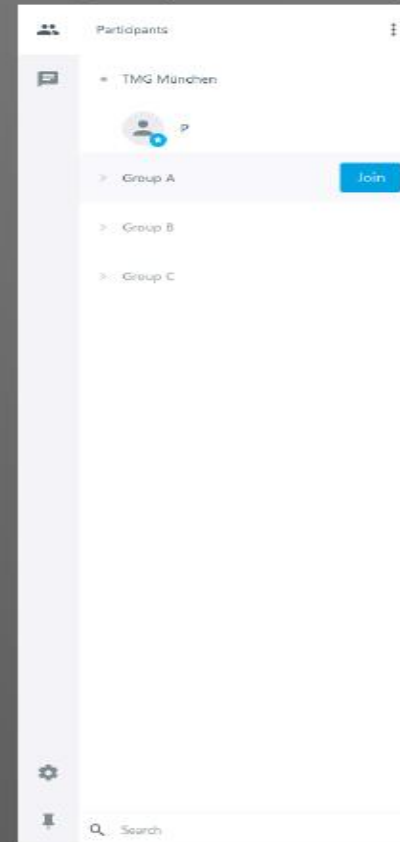 Participants
TMG München
P
Group A
Join
Group B
Group C
Search